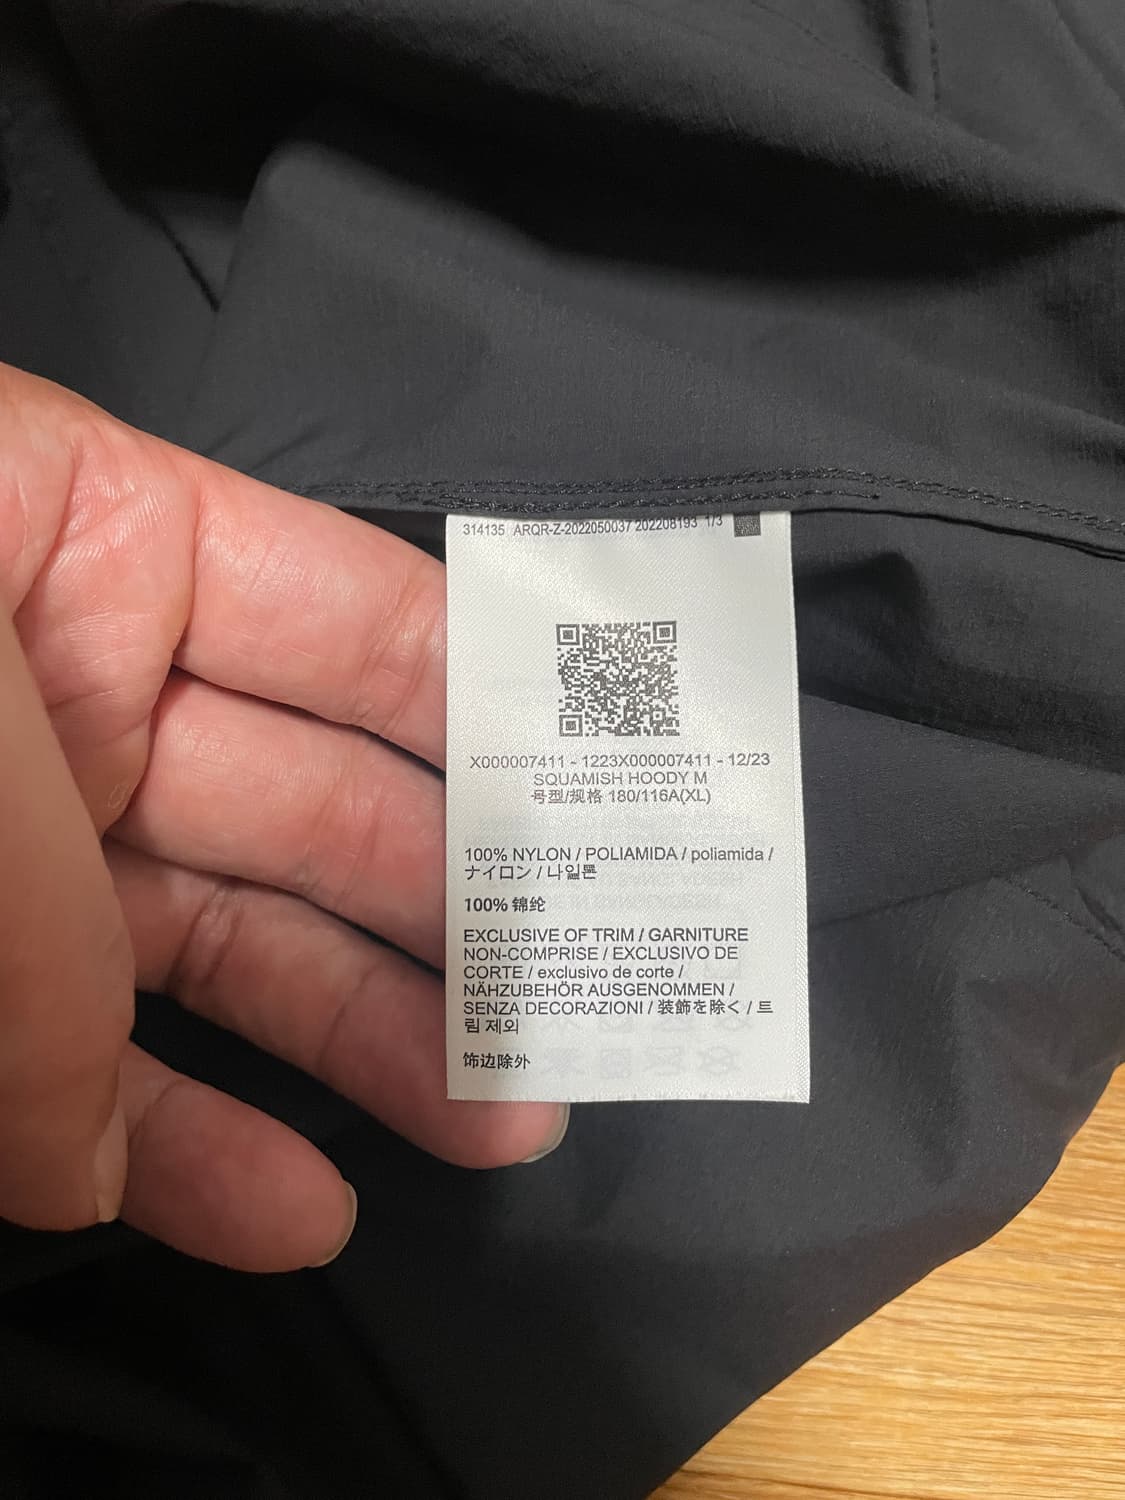 314135 ARQR-Z-2022050037 202208193 1/3
X000007411 - 1223X000007411 - 12/23
SQUAMISH HOODY M
号型/规格 180/116A(XL)
100% NYLON / POLIAMIDA / poliamida /
ナイロン / 나일론
100% 锦纶
EXCLUSIVE OF TRIM / GARNITURE
NON-COMPRISE / EXCLUSIVO DE
CORTE / exclusivo de corte /
NÄHZUBEHÖR AUSGENOMMEN /
SENZA DECORAZIONI / 装飾を除く / 트
림 제외
饰边除外